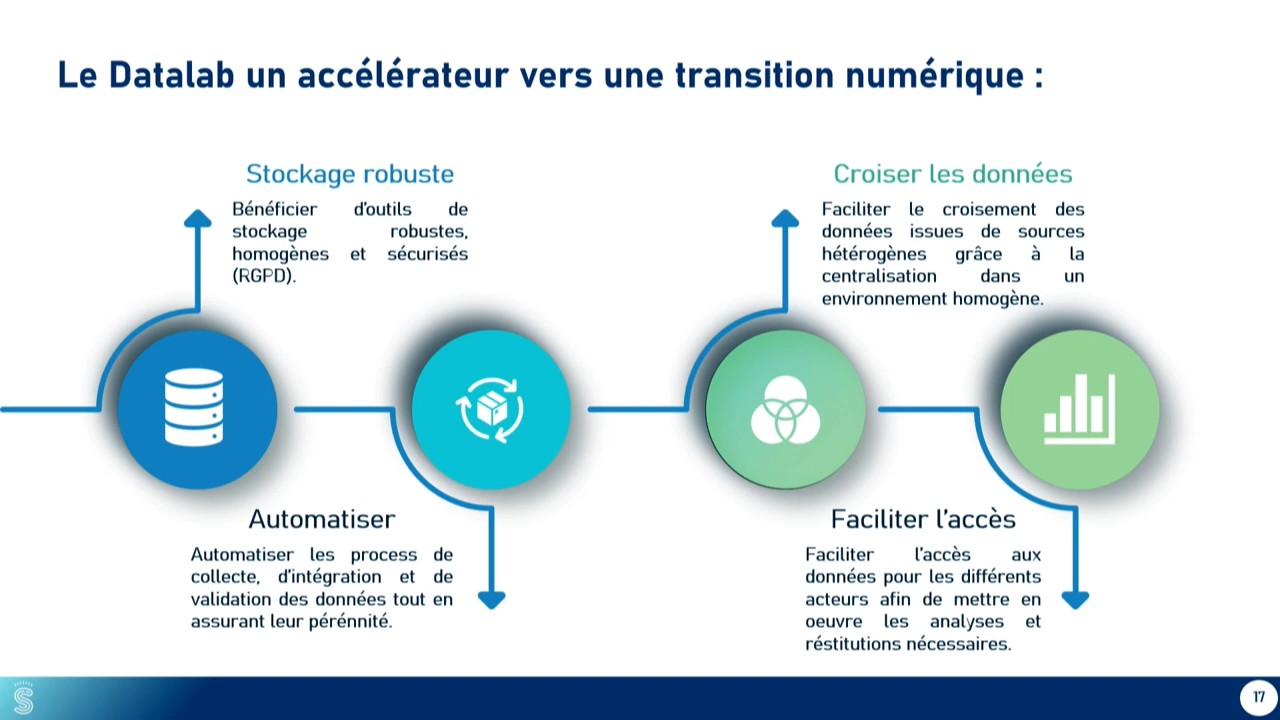 Le Datalab un accélérateur vers une transition numérique :
Stockage robuste
Bénéficier d'outils de
stockage robustes,
homogènes et sécurisés
(RGPD).
Automatiser
Automatiser les process de
collecte, d'intégration et de
validation des données tout en
assurant leur pérénnité.
Croiser les données
Faciliter le croisement des
données issues de sources
hétérogènes grâce à la
centralisation dans un
environnement homogène.
Faciliter l'accès
Faciliter l'accès aux
données pour les différents
acteurs afin de mettre en
oeuvre les analyses et
réstitutions nécessaires.
S
17